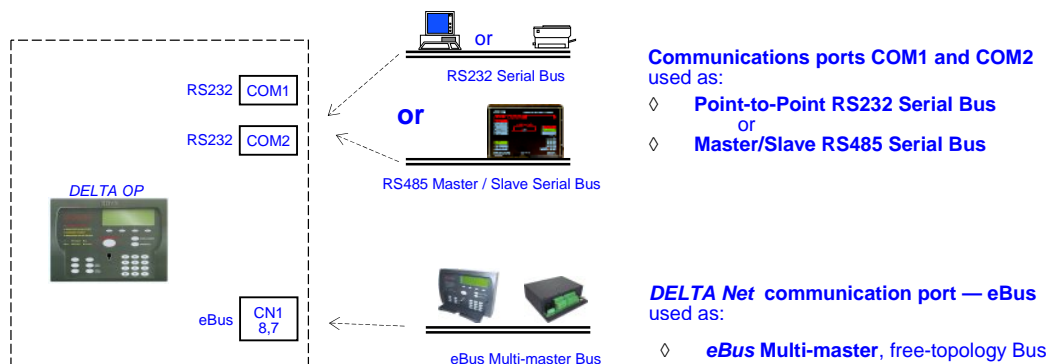 or
RS232 Serial Bus
RS232 COM1
or
RS232 COM2
RS485 Master / Slave Serial Bus
DELTA OP
eBus CN1
8,7
eBus Multi-master Bus
Communications ports COM1 and COM2
used as:
◊ Point-to-Point RS232 Serial Bus
or
◊ Master/Slave RS485 Serial Bus
DELTA Net communication port — eBus
used as:
◊ eBus Multi-master, free-topology Bus